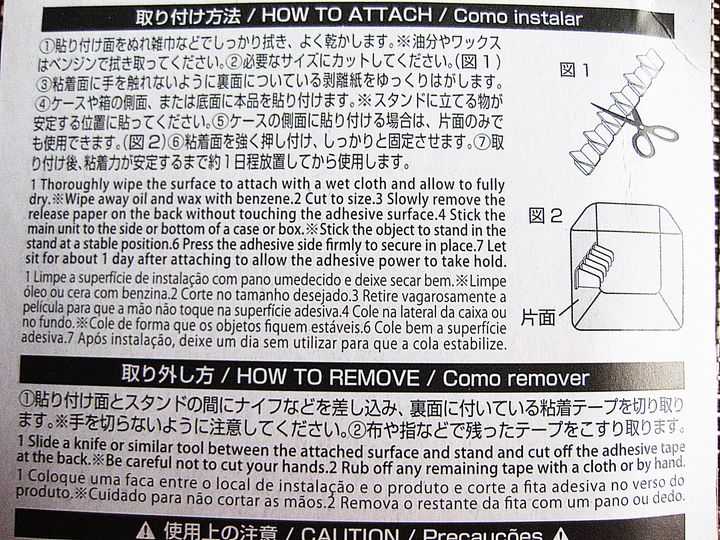 取り付け方法 / HOW TO ATTACH / Como instalar
①貼り付け面をぬれ雑巾などでしっかり拭き、よく乾かします。※油分やワックス
はベンジンで拭き取ってください。②必要なサイズにカットしてください。(図1)
③粘着面に手を触れないように裏面についている剥離紙をゆっくりはがします。
④ケースや箱の側面、または底面に本品を貼り付けます。※スタンドに立てる物が
安定する位置に貼ってください。⑤ケースの側面に貼り付ける場合は、片面のみで
も使用できます。(図2)⑥粘着面を強く押し付け、しっかりと固定させます。⑦取
り付け後、粘着力が安定するまで約1日程放置してから使用します。
図1
1 Thoroughly wipe the surface to attach with a wet cloth and allow to fully
dry.※Wipe away oil and wax with benzene.2 Cut to size.3 Slowly remove the
release paper on the back without touching the adhesive surface.4 Stick the
main unit to the side or bottom of a case or box.※Stick the object to stand in the
stand at a stable position.6 Press the adhesive side firmly to secure in place.7 Let
sit for about 1 day after attaching to allow the adhesive power to take hold.
図2
片面
1 Limpe a superfície de instalação com pano umedecido e deixe secar bem.※Limpe
óleo ou cera com benzina.2 Corte no tamanho desejado.3 Retire vagarosamente a
película para que a mão não toque na superfície adesiva.4 Cole na lateral da caixa ou
no fundo.※Cole de forma que os objetos fiquem estáveis.6 Cole bem a superfície
adesiva.7 Após instalação, deixe um dia sem utilizar para que a cola estabilize.
取り外し方 / HOW TO REMOVE / Como remover
①貼り付け面とスタンドの間にナイフなどを差し込み、裏面に付いている粘着テープを切り取り
ます。※手を切らないように注意してください。②布や指などで残ったテープをこすり取ります。
1 Slide a knife or similar tool between the attached surface and stand and cut off the adhesive tape
at the back.※Be careful not to cut your hands.2 Rub off any remaining tape with a cloth or by hand.
1 Coloque uma faca entre o local de instalação e o produto e corte a fita adesiva no verso do
produto.※Cuidado para não cortar as mãos.2 Remova o restante da fita com um pano ou dedo.
使用上の注意 / CAUTION / Precauções